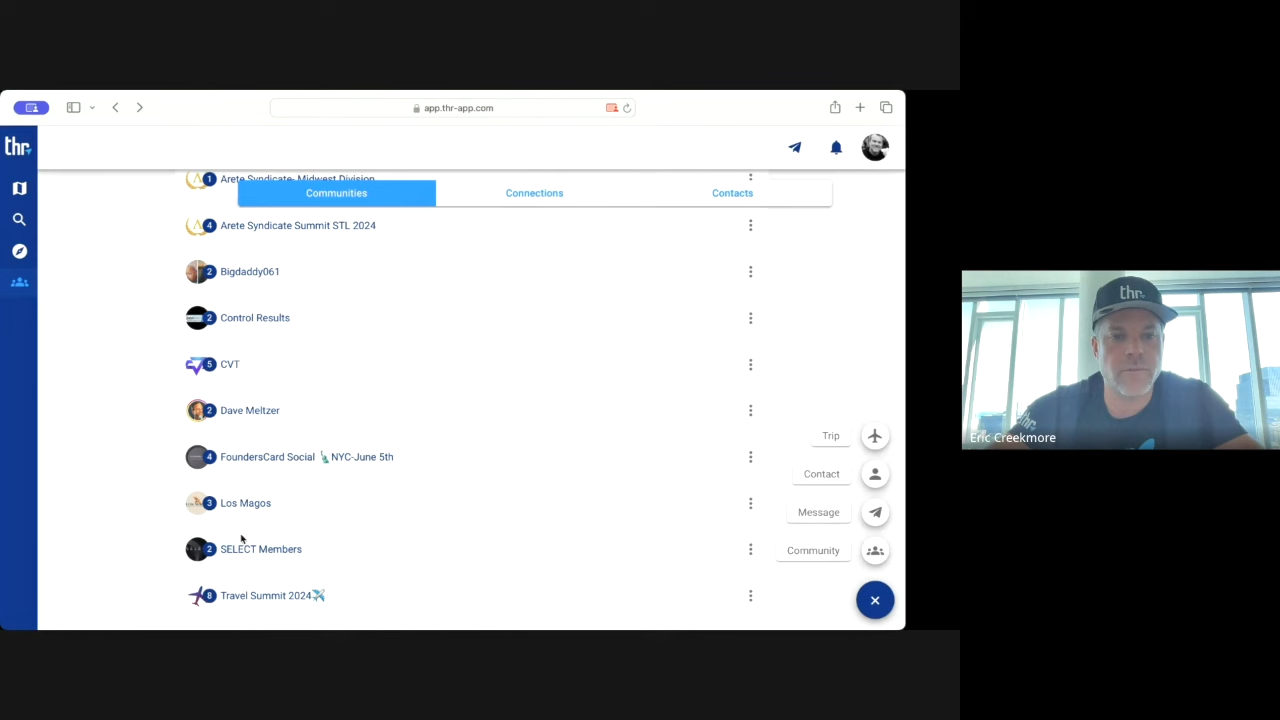 app.thr-app.com
thr
Arete Syndicate- Midwest Division
1
Communities
Connections
Contacts
4
Arete Syndicate Summit STL 2024
2
Bigdaddy061
2
Control Results
5
CVT
2
Dave Meltzer
4
FoundersCard Social 🗽NYC-June 5th
3
Los Magos
2
SELECT Members
8
Travel Summit 2024✈️
Trip
Contact
Message
Community
thr
Eric Creekmore